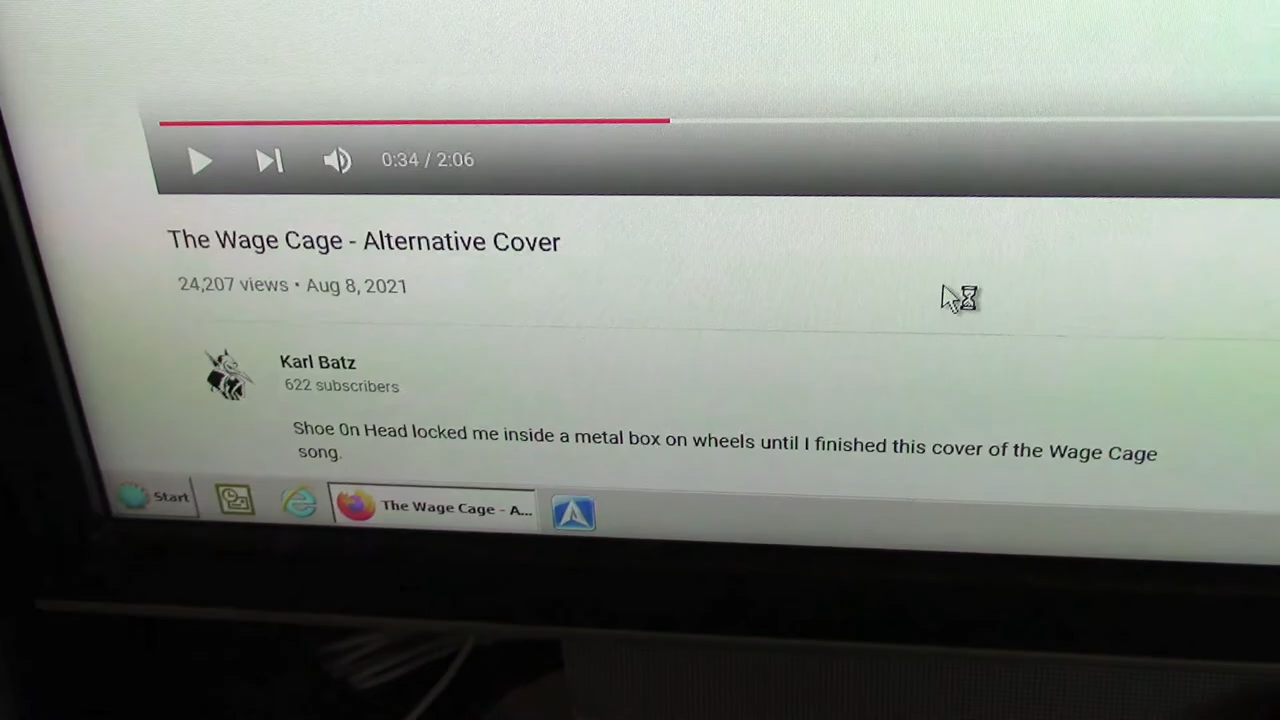 0:34 / 2:06
The Wage Cage - Alternative Cover
24,207 views • Aug 8, 2021
Karl Batz
622 subscribers
Shoe 0n Head locked me inside a metal box on wheels until I finished this cover of the Wage Cage
song.
Start
The Wage Cage - A...